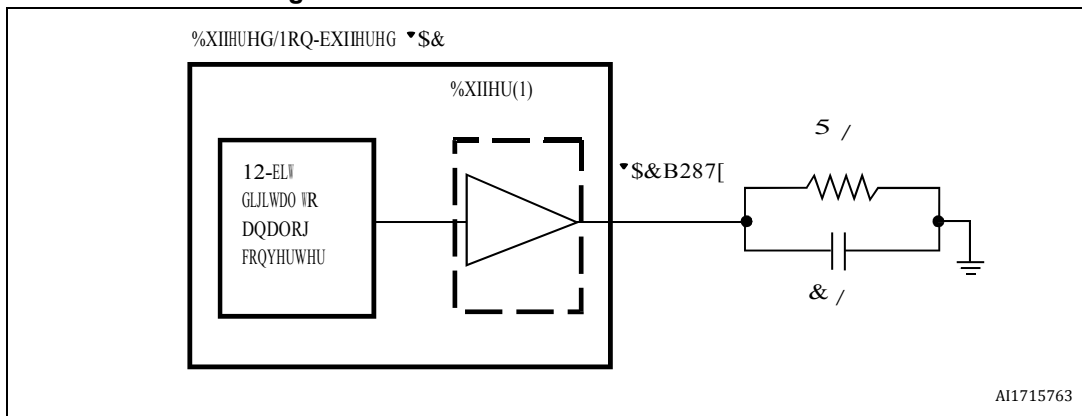 %XIIHUHG/1RQ-EXIIHUHG ▼$&
%XIIHU(1)
12-ELW
GLJLWDO WR
DQDORJ
FRQYHUWHU
▼$&B287[
5 /
& /
AI1715763